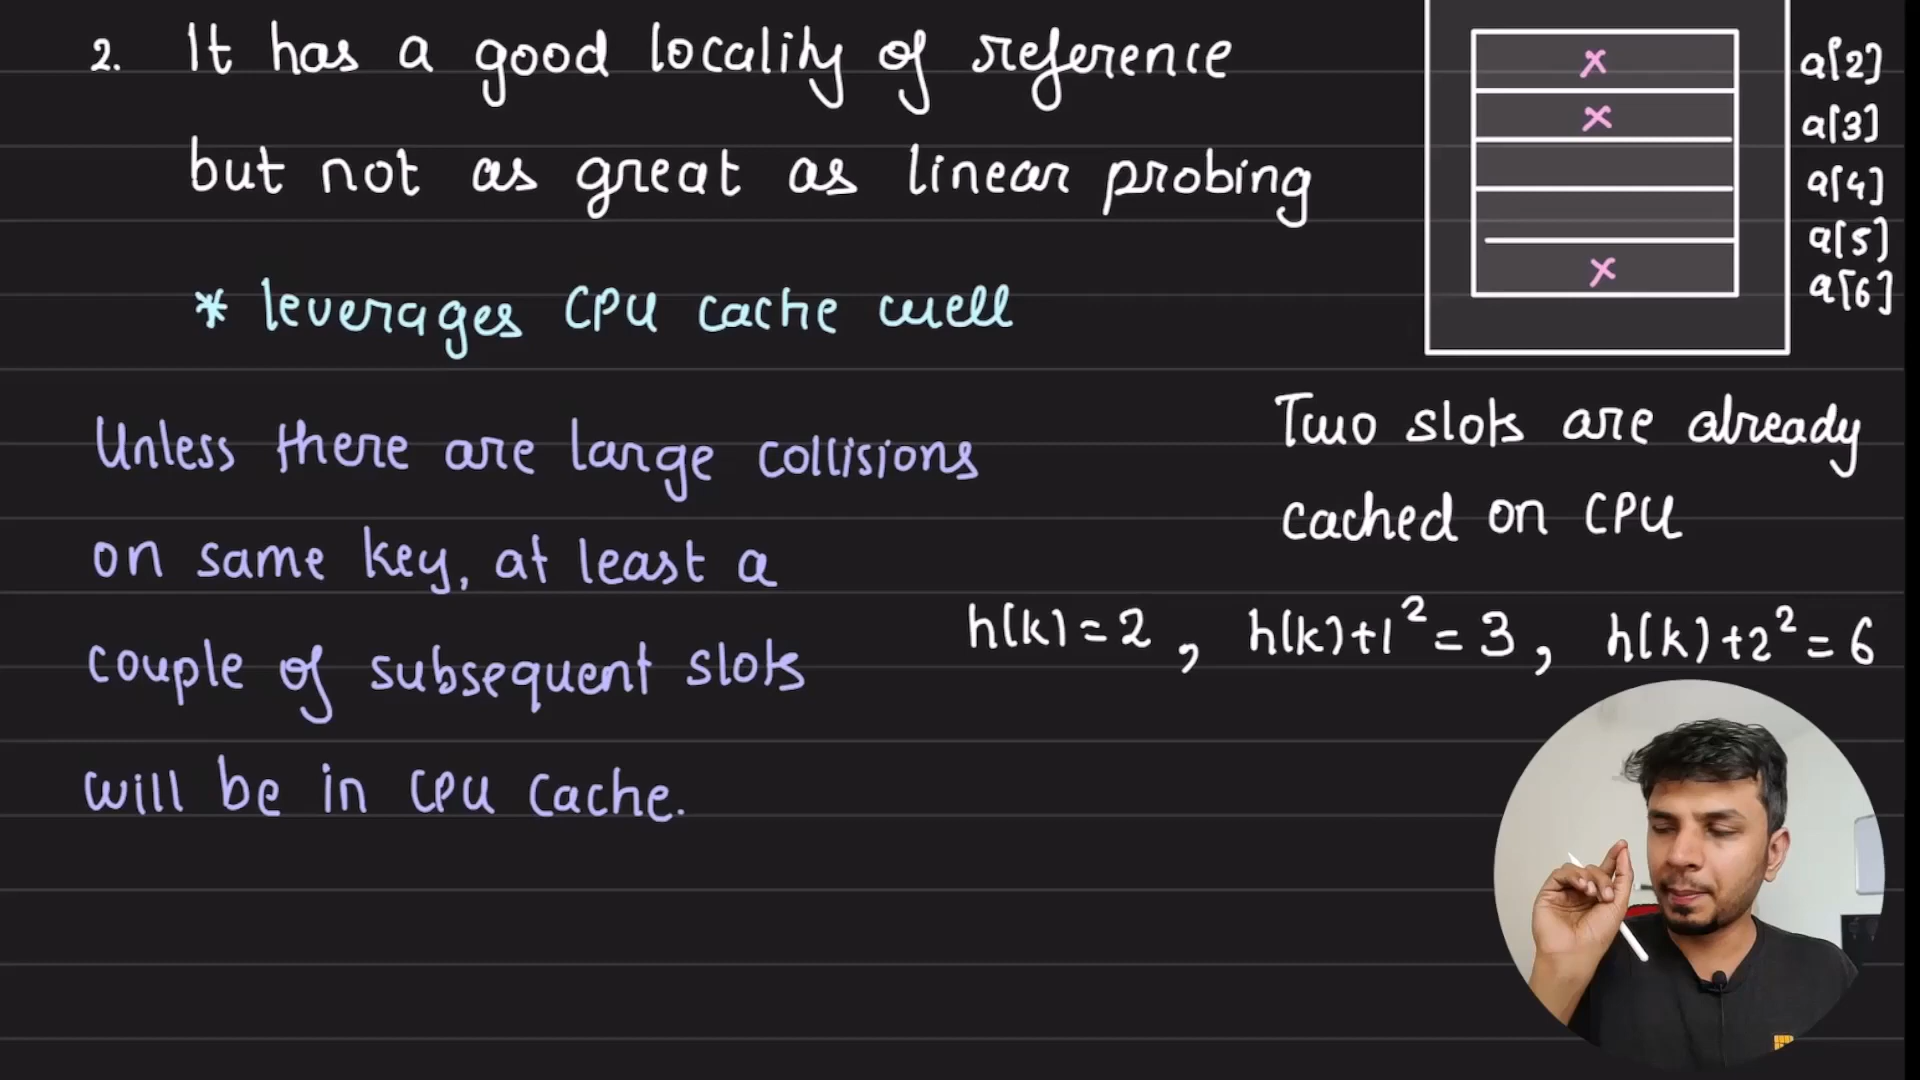 2. It has a good locality of reference
but not as great as linear probing
* leverages CPU cache well
Unless there are large collisions
on same key, at least a
couple of subsequent slots
will be in CPU cache.
a[2]
a[3]
a[4]
a[5]
a[6]
x
x
x
Two slots are already
cached on CPU
h(k)=2, h(k)+1²=3, h(k)+2²=6